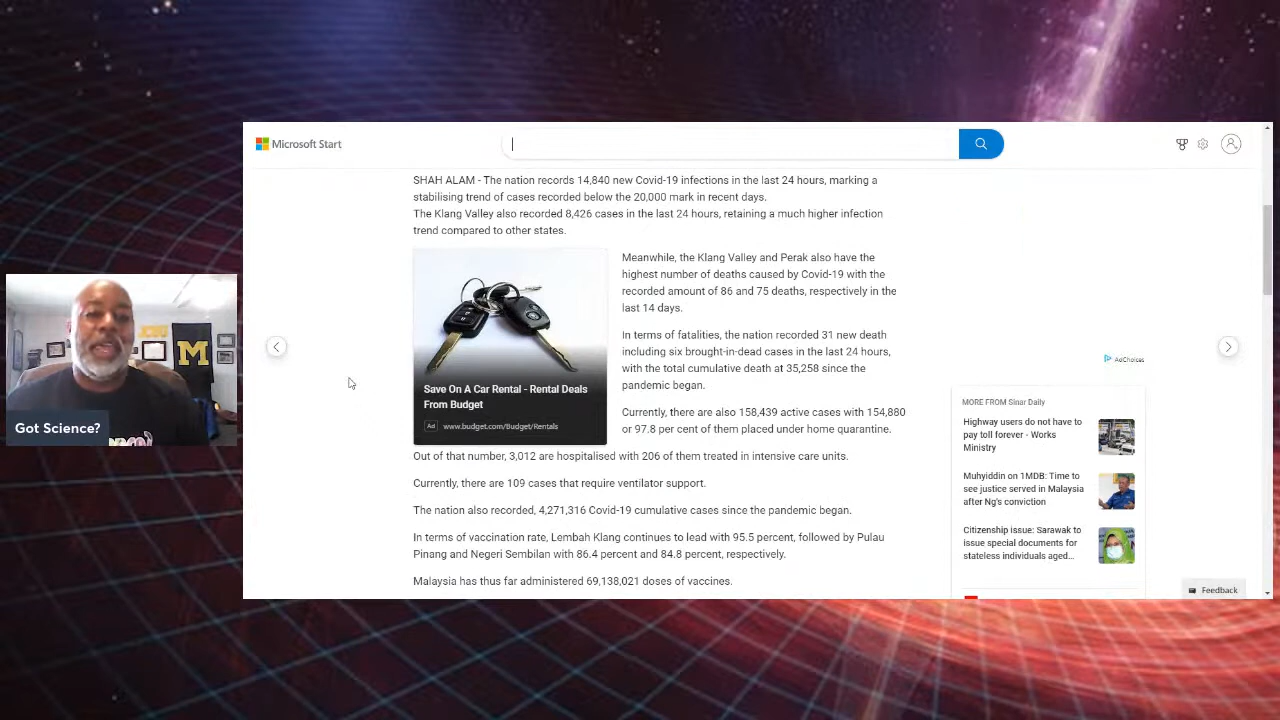 Microsoft Start
SHAH ALAM - The nation records 14,840 new Covid-19 infections in the last 24 hours, marking a
stabilising trend of cases recorded below the 20,000 mark in recent days.
The Klang Valley also recorded 8,426 cases in the last 24 hours, retaining a much higher infection
trend compared to other states.
Meanwhile, the Klang Valley and Perak also have the
highest number of deaths caused by Covid-19 with the
recorded amount of 86 and 75 deaths, respectively in the
last 14 days.
In terms of fatalities, the nation recorded 31 new death
including six brought-in-dead cases in the last 24 hours,
with the total cumulative death at 35,258 since the
pandemic began.
Currently, there are also 158,439 active cases with 154,880
or 97.8 per cent of them placed under home quarantine.
Save On A Car Rental - Rental Deals
From Budget
Ad www.budget.com/Budget/Rentals
Out of that number, 3,012 are hospitalised with 206 of them treated in intensive care units.
Currently, there are 109 cases that require ventilator support.
The nation also recorded, 4,271,316 Covid-19 cumulative cases since the pandemic began.
In terms of vaccination rate, Lembah Klang continues to lead with 95.5 percent, followed by Pulau
Pinang and Negeri Sembilan with 86.4 percent and 84.8 percent, respectively.
Malaysia has thus far administered 69,138,021 doses of vaccines.
AdChoices
MORE FROM Sinar Daily
Highway users do not have to
pay toll forever - Works
Ministry
Muhyiddin on 1MDB: Time to
see justice served in Malaysia
after Ng's conviction
Citizenship issue: Sarawak to
issue special documents for
stateless individuals aged...
Feedback
M
Got Science?